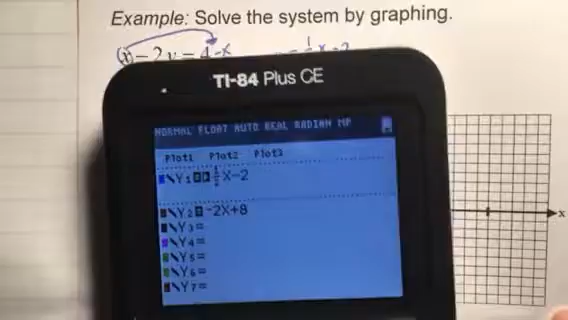 Example: Solve the system by graphing.
TI-84 Plus CE
NORMAL FLOAT AUTO REAL RADIAN MP
Plot1 Plot2 Plot3
\Y1= X-2
\Y2=-2X+8
\Y3=
\Y4=
\Y5=
\Y6=
\Y7=
x